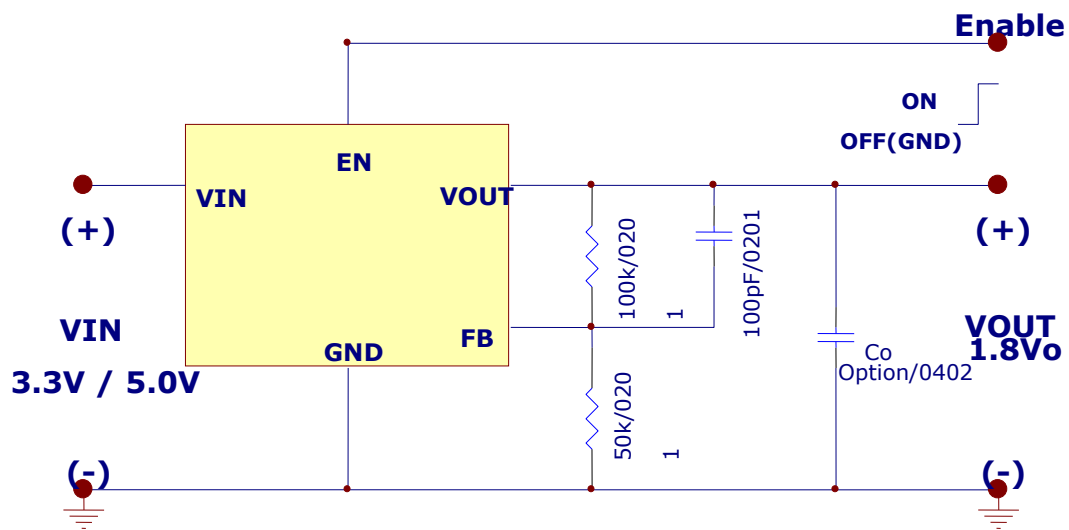 Enable
ON
OFF(GND)
EN
VIN
VOUT
(+)
(+)
100k/020
1
100pF/0201
VIN
3.3V / 5.0V
GND
FB
VOUT
1.8Vo
Co
Option/0402
50k/020
1
(-)
(-)